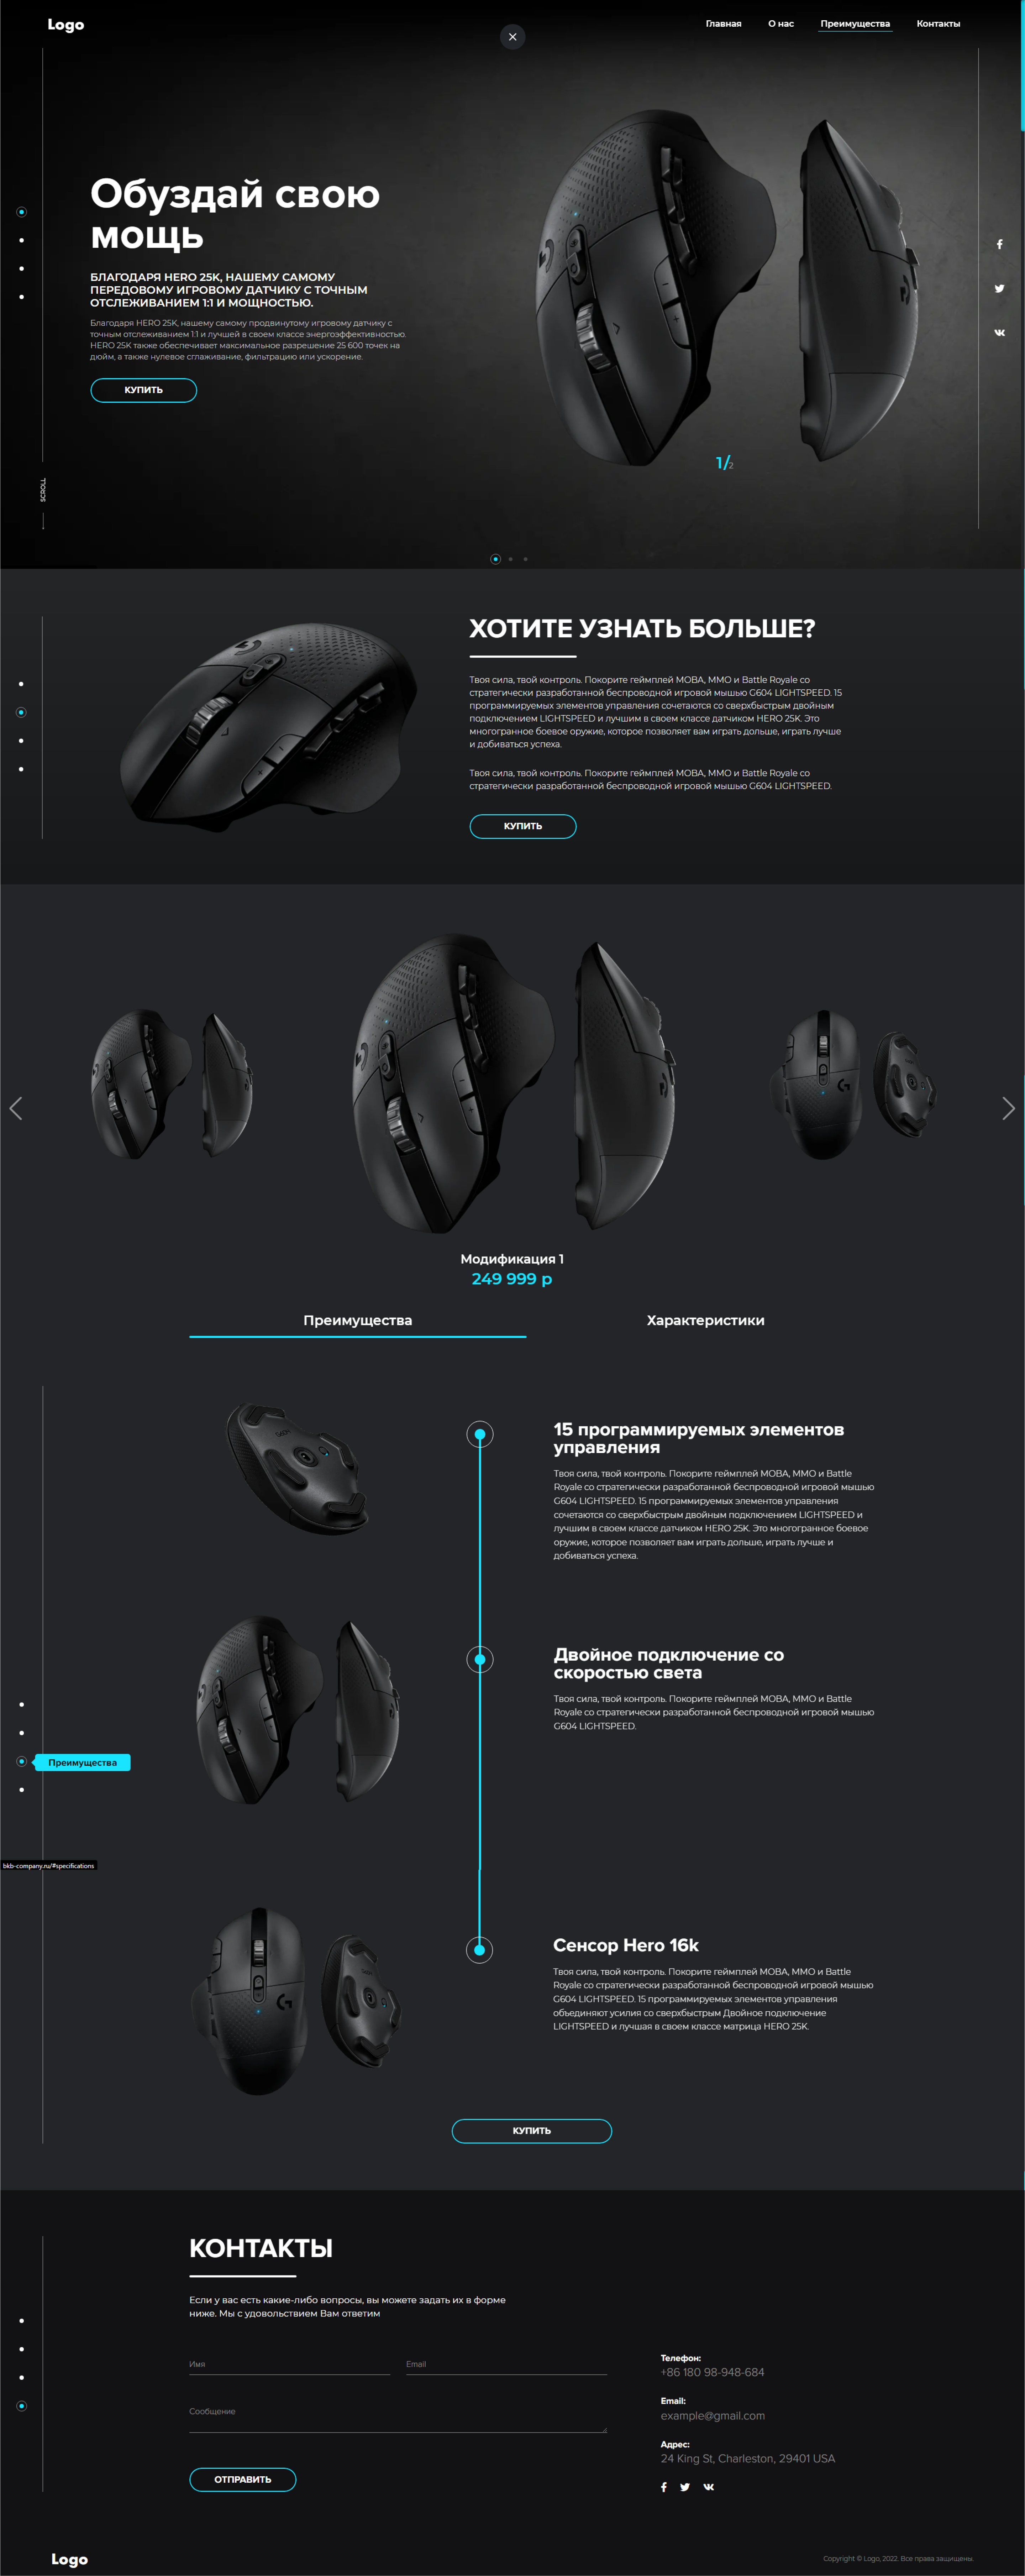 Logo
Главная
О нас
Преимущества
Контакты
Обуздай свою
мощь
БЛАГОДАРЯ HERO 25K, НАШЕМУ САМОМУ
ПЕРЕДОВОМУ ИГРОВОМУ ДАТЧИКУ С ТОЧНЫМ
ОТСЛЕЖИВАНИЕМ 1:1 И МОЩНОСТЬЮ.
Благодаря HERO 25K, нашему самому продвинутому игровому датчику с
точным отслеживанием 1:1 и лучшей в своем классе энергоэффективностью.
HERO 25K также обеспечивает максимальное разрешение 25 600 точек на
дюйм, а также нулевое сглаживание, фильтрацию или ускорение.
КУПИТЬ
1/2
SCROLL
ХОТИТЕ УЗНАТЬ БОЛЬШЕ?
Твоя сила, твой контроль. Покорите геймплей MOBA, MMO и Battle Royale со
стратегически разработанной беспроводной игровой мышью G604 LIGHTSPEED. 15
программируемых элементов управления сочетаются со сверхбыстрым двойным
подключением LIGHTSPEED и лучшим в своем классе датчиком HERO 25K. Это
многогранное боевое оружие, которое позволяет вам играть дольше, играть лучше
и добиваться успеха.
Твоя сила, твой контроль. Покорите геймплей MOBA, MMO и Battle Royale со
стратегически разработанной беспроводной игровой мышью G604 LIGHTSPEED.
КУПИТЬ
Модификация 1
249 999 р
Преимущества
Характеристики
15 программируемых элементов
управления
Твоя сила, твой контроль. Покорите геймплей MOBA, MMO и Battle
Royale со стратегически разработанной беспроводной игровой мышью
G604 LIGHTSPEED. 15 программируемых элементов управления
сочетаются со сверхбыстрым двойным подключением LIGHTSPEED и
лучшим в своем классе датчиком HERO 25K. Это многогранное боевое
оружие, которое позволяет вам играть дольше, играть лучше и
добиваться успеха.
Двойное подключение со
скоростью света
Твоя сила, твой контроль. Покорите геймплей MOBA, MMO и Battle
Royale со стратегически разработанной беспроводной игровой мышью
G604 LIGHTSPEED.
Преимущества
bkb-company.ru/#specifications
Сенсор Hero 16k
Твоя сила, твой контроль. Покорите геймплей MOBA, MMO и Battle
Royale со стратегически разработанной беспроводной игровой мышью
G604 LIGHTSPEED. 15 программируемых элементов управления
объединяют усилия со сверхбыстрым Двойное подключение
LIGHTSPEED и лучшая в своем классе матрица HERO 25K.
КУПИТЬ
КОНТАКТЫ
Если у вас есть какие-либо вопросы, вы можете задать их в форме
ниже. Мы с удовольствием Вам ответим
Имя
Email
Сообщение
ОТПРАВИТЬ
Телефон:
+86 180 98-948-684
Email:
example@gmail.com
Адрес:
24 King St, Charleston, 29401 USA
Logo
Copyright © Logo, 2022. Все права защищены.